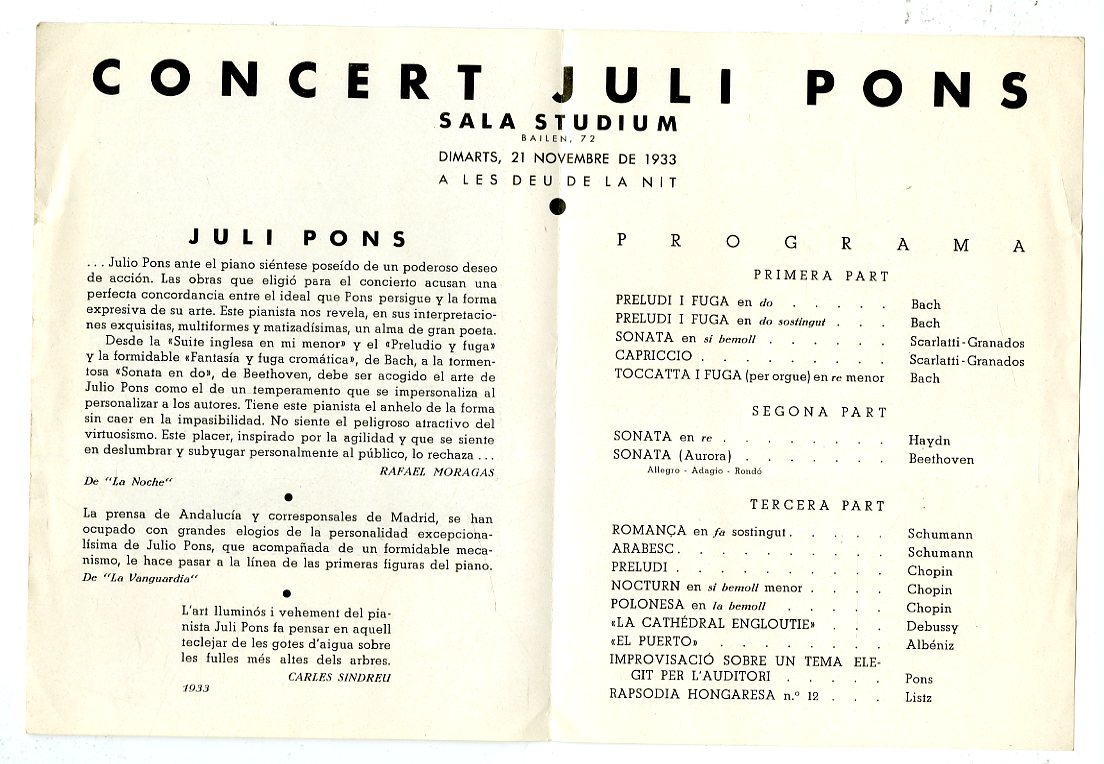 CONCERT JULI PONS
SALA STUDIUM
BAILEN, 72
DIMARTS, 21 NOVEMBRE DE 1933
A LES DEU DE LA NIT
JULI PONS
... Julio Pons ante el piano siéntese poseído de un poderoso deseo
de acción. Las obras que eligió para el concierto acusan una
perfecta concordancia entre el ideal que Pons persigue y la forma
expresiva de su arte. Este pianista nos revela, en sus interpretacio-
nes exquisitas, multiformes y matizadísimas, un alma de gran poeta.
Desde la «Suite inglesa en mi menor» y el «Preludio y fuga»
y la formidable «Fantasía y fuga cromática», de Bach, a la tormen-
tosa «Sonata en do», de Beethoven, debe ser acogido el arte de
Julio Pons como el de un temperamento que se impersonaliza al
personalizar a los autores. Tiene este pianista el anhelo de la forma
sin caer en la impasibilidad. No siente el peligroso atractivo del
virtuosismo. Este placer, inspirado por la agilidad y que se siente
en deslumbrar y subyugar personalmente al público, lo rechaza ...
RAFAEL MORAGAS
De "La Noche"
La prensa de Andalucía y corresponsales de Madrid, se han
ocupado con grandes elogios de la personalidad excepciona-
lísima de Julio Pons, que acompañada de un formidable meca-
nismo, le hace pasar a la línea de las primeras figuras del piano.
De "La Vanguardia"
L'art lluminós i vehement del pia-
nista Juli Pons fa pensar en aquell
teclejar de les gotes d'aigua sobre
les fulles més altes dels arbres.
CARLES SINDREU
1933
PROGRAMA
PRIMERA PART
PRELUDI I FUGA en do . . . . . Bach
PRELUDI I FUGA en do sostingut . . . Bach
SONATA en si bemoll . . . . . . Scarlatti-Granados
CAPRICCIO . . . . . . . . . Scarlatti-Granados
TOCCATTA I FUGA (per orgue) en re menor Bach
SEGONA PART
SONATA en re . . . . . . . . Haydn
SONATA (Aurora) . . . . . . . Beethoven
Allegro - Adagio - Rondó
TERCERA PART
ROMANÇA en fa sostingut . . . . . Schumann
ARABESC . . . . . . . . . . Schumann
PRELUDI . . . . . . . . . . Chopin
NOCTURN en si bemoll menor . . . . Chopin
POLONESA en la bemoll . . . . . Chopin
«LA CATHÉDRAL ENGLOUTIE» . . . Debussy
«EL PUERTO» . . . . . . . . Albéniz
IMPROVISACIÓ SOBRE UN TEMA ELE-
GIT PER L'AUDITORI . . . . . Pons
RAPSODIA HONGARESA n.º 12 . . . Listz